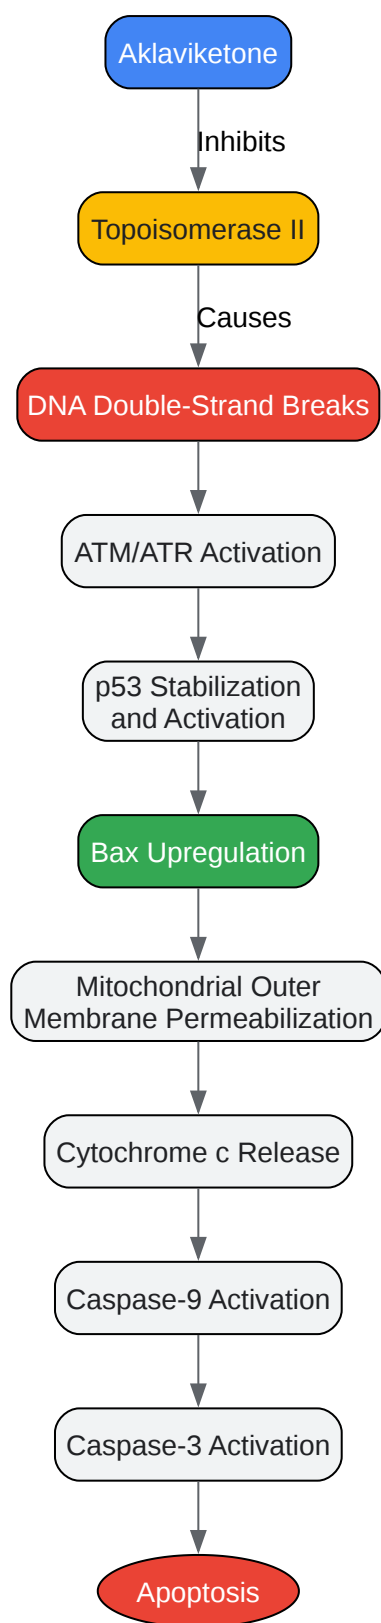 Aklaviketone
Inhibits
Topoisomerase II
Causes
DNA Double-Strand Breaks
ATM/ATR Activation
p53 Stabilization
and Activation
Bax Upregulation
Mitochondrial Outer
Membrane Permeabilization
Cytochrome c Release
Caspase-9 Activation
Caspase-3 Activation
Apoptosis